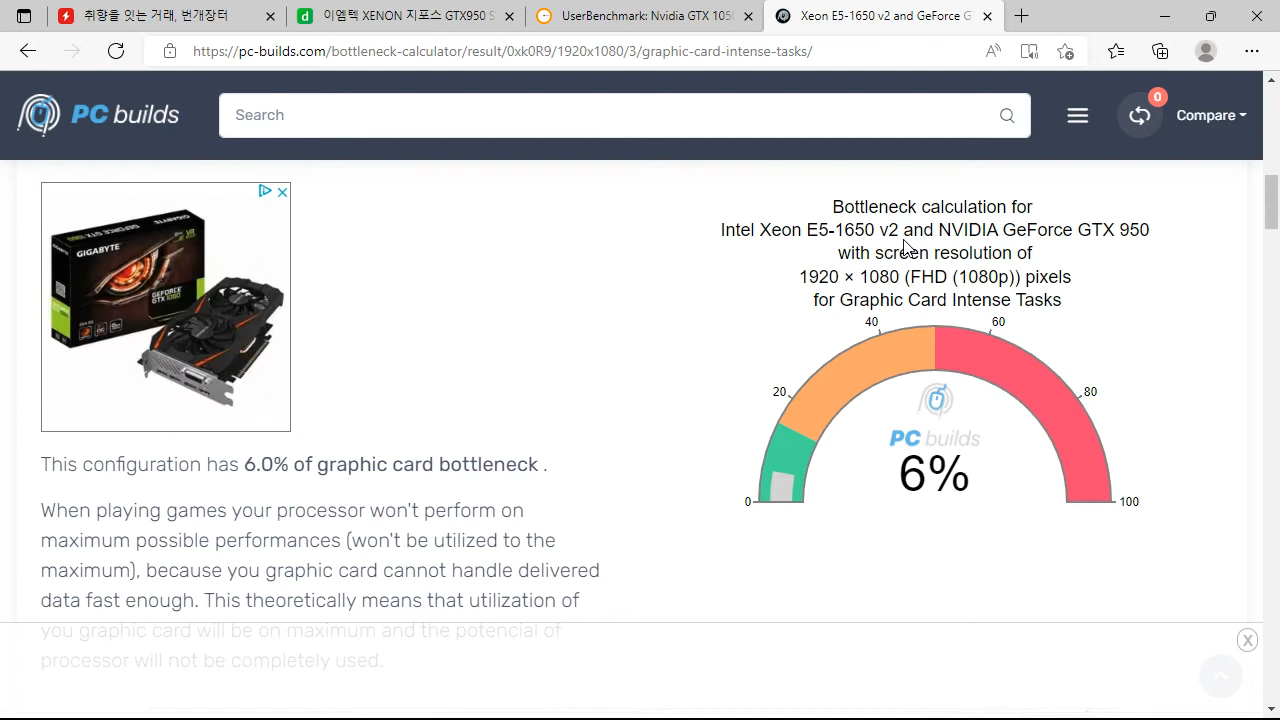 취향을 잇는 거래, 번개장터
이엠텍 XENON 지포스 GTX950 S
UserBenchmark: Nvidia GTX 1050
Xeon E5-1650 v2 and GeForce G
https://pc-builds.com/bottleneck-calculator/result/0xk0R9/1920x1080/3/graphic-card-intense-tasks/
PC builds
Search
0
Compare
GIGABYTE
GIGABYTE
GEFORCE
GTX 1060
Bottleneck calculation for
Intel Xeon E5-1650 v2 and NVIDIA GeForce GTX 950
with screen resolution of
1920 × 1080 (FHD (1080p)) pixels
for Graphic Card Intense Tasks
40
60
20
80
PC builds
6%
0
100
This configuration has 6.0% of graphic card bottleneck .
When playing games your processor won't perform on
maximum possible performances (won't be utilized to the
maximum), because you graphic card cannot handle delivered
data fast enough. This theoretically means that utilization of
you graphic card will be on maximum and the potencial of
processor will not be completely used.